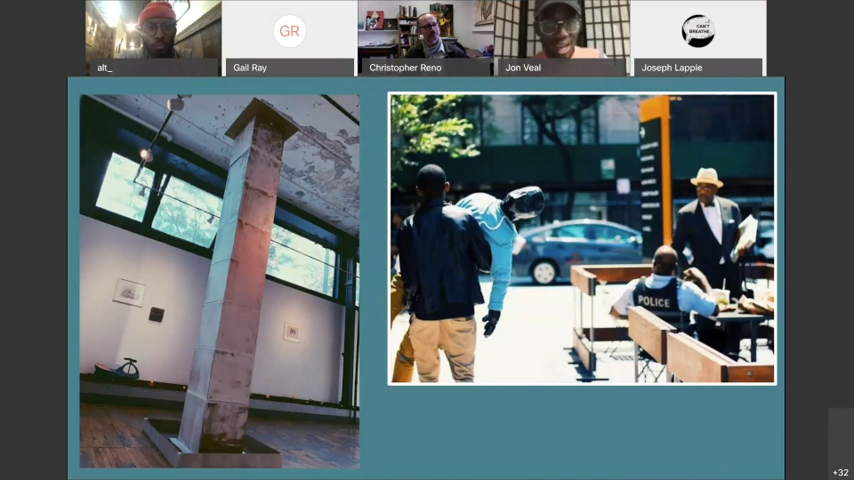 GR
CAN'T
BREATHE.
alt_
Gail Ray
Christopher Reno
Jon Veal
Joseph Lappie
POLICE
+32